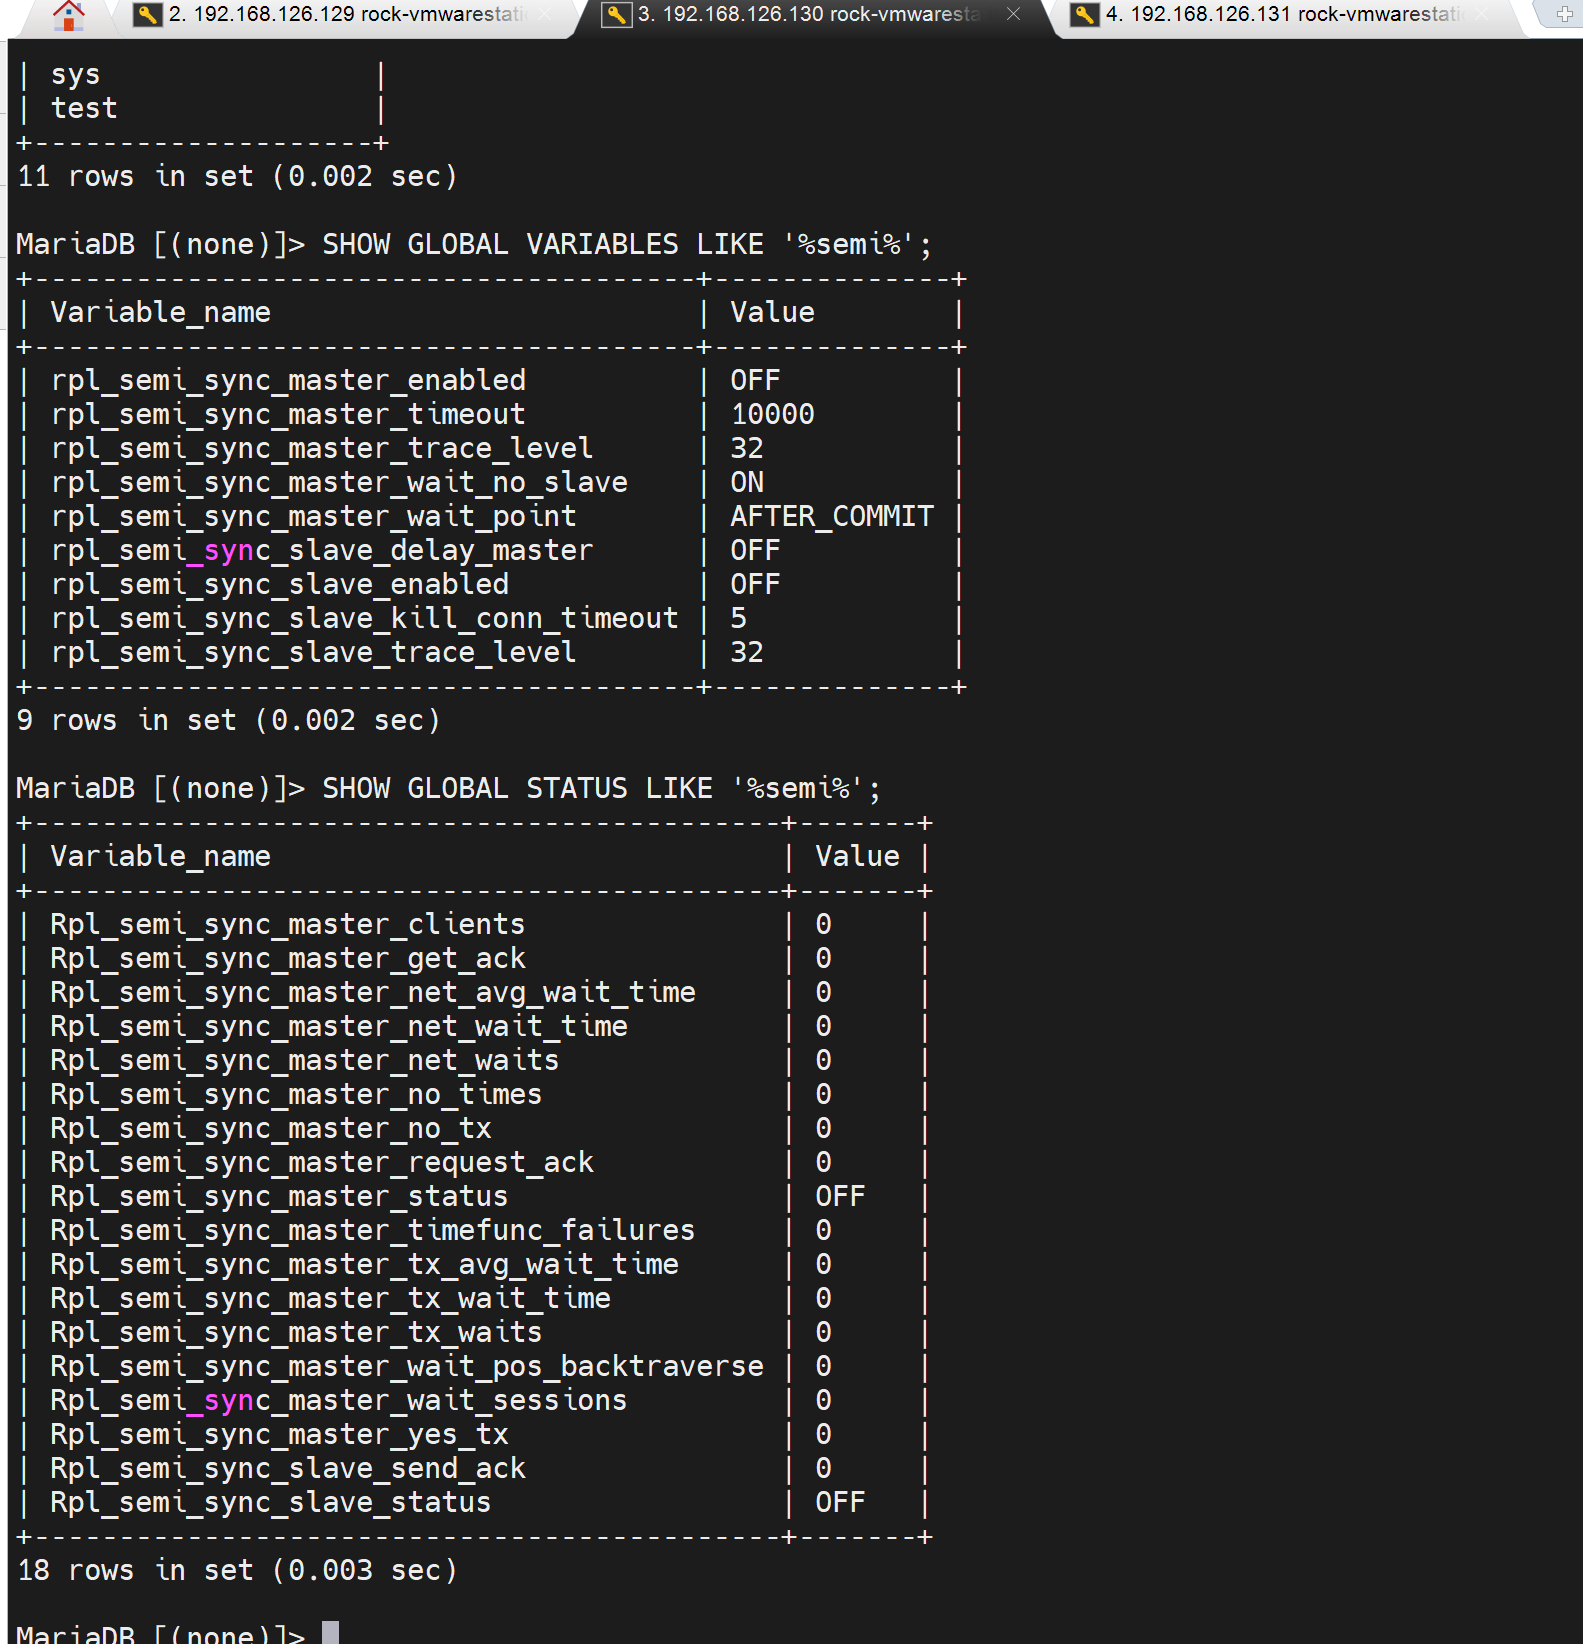 2. 192.168.126.129 rock-vmwarestati
3. 192.168.126.130 rock-vmwaresta
4. 192.168.126.131 rock-vmwarestati
| sys                |
| test               |
+--------------------+
11 rows in set (0.002 sec)
MariaDB [(none)]> SHOW GLOBAL VARIABLES LIKE '%semi%';
+---------------------------------------+--------------+
| Variable_name                         | Value        |
+---------------------------------------+--------------+
| rpl_semi_sync_master_enabled          | OFF          |
| rpl_semi_sync_master_timeout          | 10000        |
| rpl_semi_sync_master_trace_level      | 32           |
| rpl_semi_sync_master_wait_no_slave    | ON           |
| rpl_semi_sync_master_wait_point       | AFTER_COMMIT |
| rpl_semi_sync_slave_delay_master      | OFF          |
| rpl_semi_sync_slave_enabled           | OFF          |
| rpl_semi_sync_slave_kill_conn_timeout | 5            |
| rpl_semi_sync_slave_trace_level       | 32           |
+---------------------------------------+--------------+
9 rows in set (0.002 sec)
MariaDB [(none)]> SHOW GLOBAL STATUS LIKE '%semi%';
+--------------------------------------------+-------+
| Variable_name                              | Value |
+--------------------------------------------+-------+
| Rpl_semi_sync_master_clients               | 0     |
| Rpl_semi_sync_master_get_ack               | 0     |
| Rpl_semi_sync_master_net_avg_wait_time     | 0     |
| Rpl_semi_sync_master_net_wait_time         | 0     |
| Rpl_semi_sync_master_net_waits             | 0     |
| Rpl_semi_sync_master_no_times              | 0     |
| Rpl_semi_sync_master_no_tx                 | 0     |
| Rpl_semi_sync_master_request_ack           | 0     |
| Rpl_semi_sync_master_status                | OFF   |
| Rpl_semi_sync_master_timefunc_failures     | 0     |
| Rpl_semi_sync_master_tx_avg_wait_time      | 0     |
| Rpl_semi_sync_master_tx_wait_time          | 0     |
| Rpl_semi_sync_master_tx_waits              | 0     |
| Rpl_semi_sync_master_wait_pos_backtraverse | 0     |
| Rpl_semi_sync_master_wait_sessions         | 0     |
| Rpl_semi_sync_master_yes_tx                | 0     |
| Rpl_semi_sync_slave_send_ack               | 0     |
| Rpl_semi_sync_slave_status                 | OFF   |
+--------------------------------------------+-------+
18 rows in set (0.003 sec)
MariaDB [(none)]>